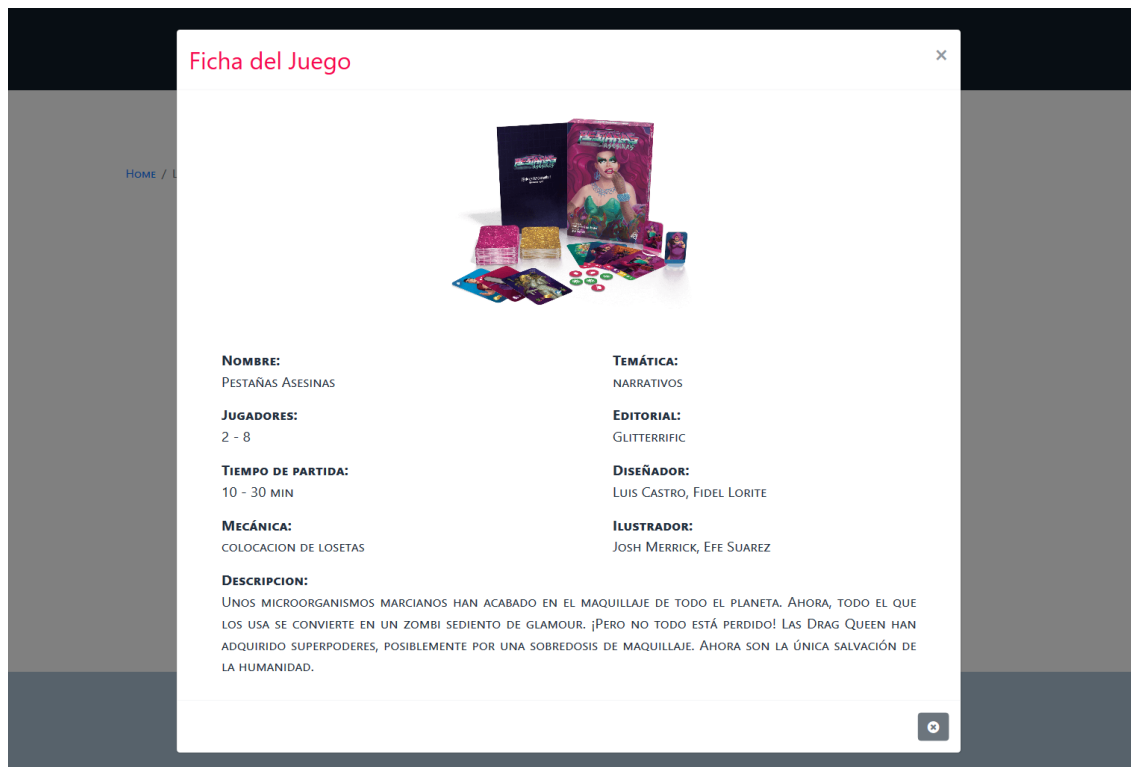 Ficha del Juego
×
Home / L
ASESINAS
Nombre:
Pestañas Asesinas
Temática:
narrativos
Jugadores:
2 - 8
Editorial:
Glitterrific
Tiempo de partida:
10 - 30 min
Diseñador:
Luis Castro, Fidel Lorite
Mecánica:
colocacion de losetas
Ilustrador:
Josh Merrick, Efe Suarez
Descripcion:
Unos microorganismos marcianos han acabado en el maquillaje de todo el planeta. Ahora, todo el que
los usa se convierte en un zombi sediento de glamour. ¡Pero no todo está perdido! Las Drag Queen han
adquirido superpoderes, posiblemente por una sobredosis de maquillaje. Ahora son la única salvación de
la humanidad.